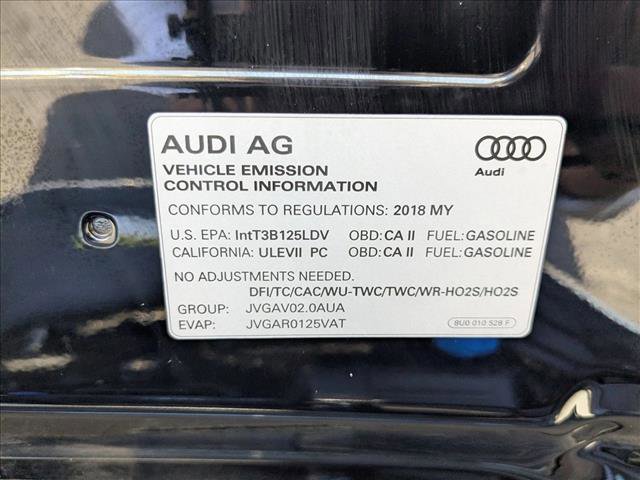 AUDI AG
Audi
VEHICLE EMISSION
CONTROL INFORMATION
CONFORMS TO REGULATIONS: 2018 MY
U.S. EPA: IntT3B125LDV OBD: CA II FUEL: GASOLINE
CALIFORNIA: ULEVII PC OBD: CA II FUEL: GASOLINE
NO ADJUSTMENTS NEEDED.
DFI/TC/CAC/WU-TWC/TWC/WR-HO2S/HO2S
GROUP: JVGAV02.0AUA
EVAP: JVGAR0125VAT
8U0 010 528 F